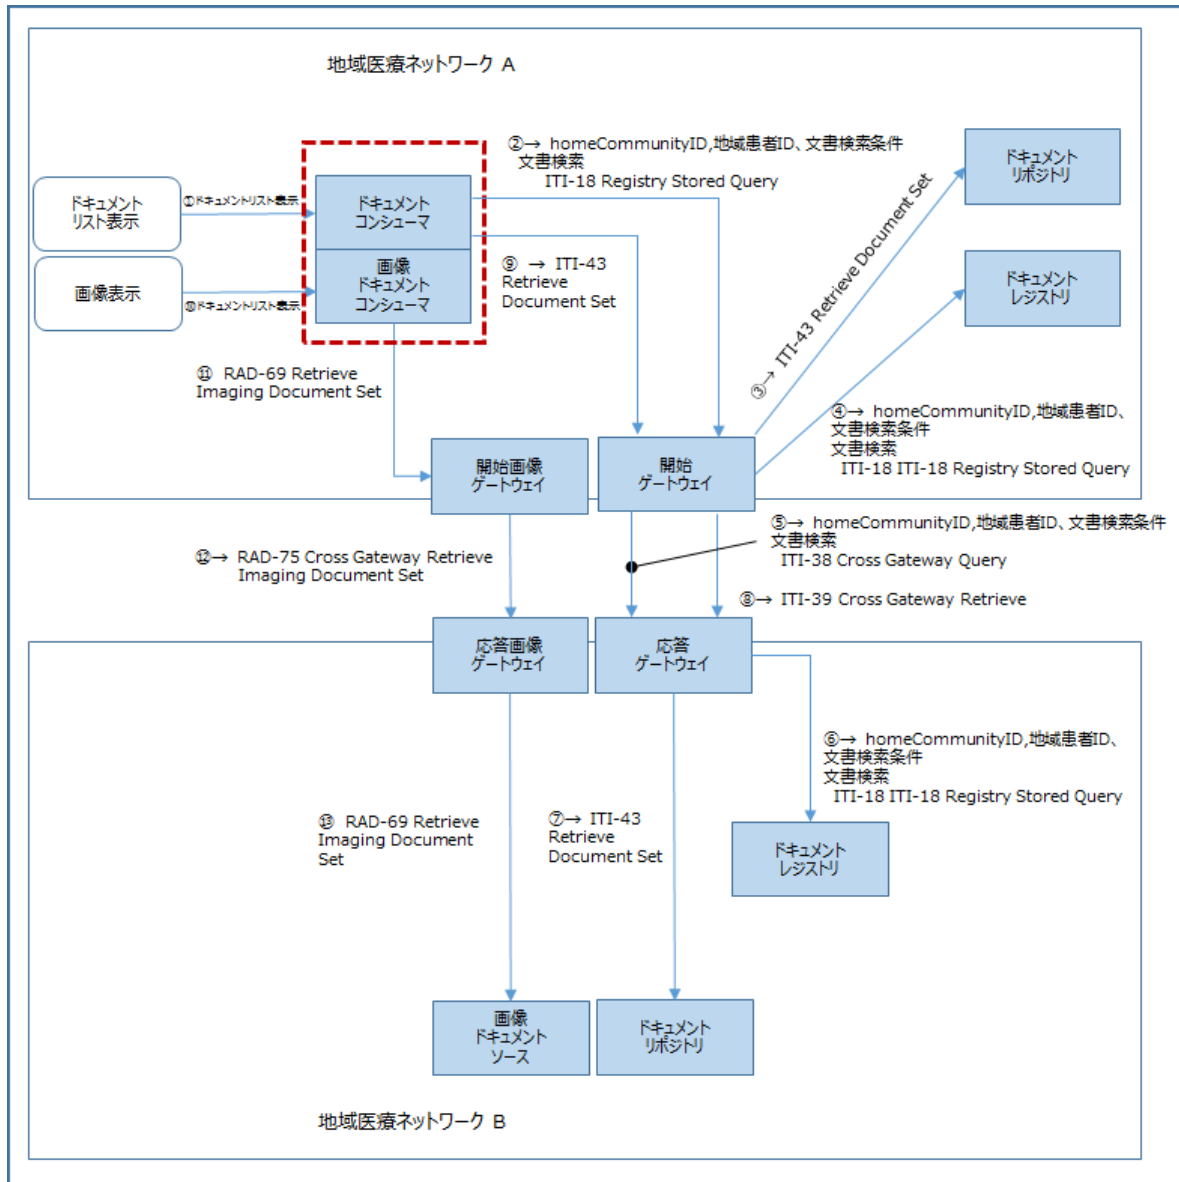 地域医療ネットワーク A
②→ homeCommunityID,地域患者ID、文書検索条件
文書検索
ITI-18 Registry Stored Query
ドキュメント
リポジトリ
ドキュメント
リスト表示
①ドキュメントリスト表示
ドキュメント
コンシューマ
③→ ITI-43 Retrieve Document Set
画像表示
⑩ドキュメントリスト表示
画像
ドキュメント
コンシューマ
⑨ → ITI-43
Retrieve
Document Set
ドキュメント
レジストリ
⑪ RAD-69 Retrieve
Imaging Document Set
④→ homeCommunityID,地域患者ID、
文書検索条件
文書検索
ITI-18 ITI-18 Registry Stored Query
開始画像
ゲートウェイ
開始
ゲートウェイ
⑤→ homeCommunityID,地域患者ID、文書検索条件
文書検索
ITI-38 Cross Gateway Query
⑫→ RAD-75 Cross Gateway Retrieve
Imaging Document Set
⑧→ ITI-39 Cross Gateway Retrieve
応答画像
ゲートウェイ
応答
ゲートウェイ
⑥→ homeCommunityID,地域患者ID、
文書検索条件
文書検索
ITI-18 ITI-18 Registry Stored Query
⑬ RAD-69 Retrieve
Imaging Document
Set
⑦→ ITI-43
Retrieve
Document Set
ドキュメント
レジストリ
画像
ドキュメント
ソース
ドキュメント
リポジトリ
地域医療ネットワーク B